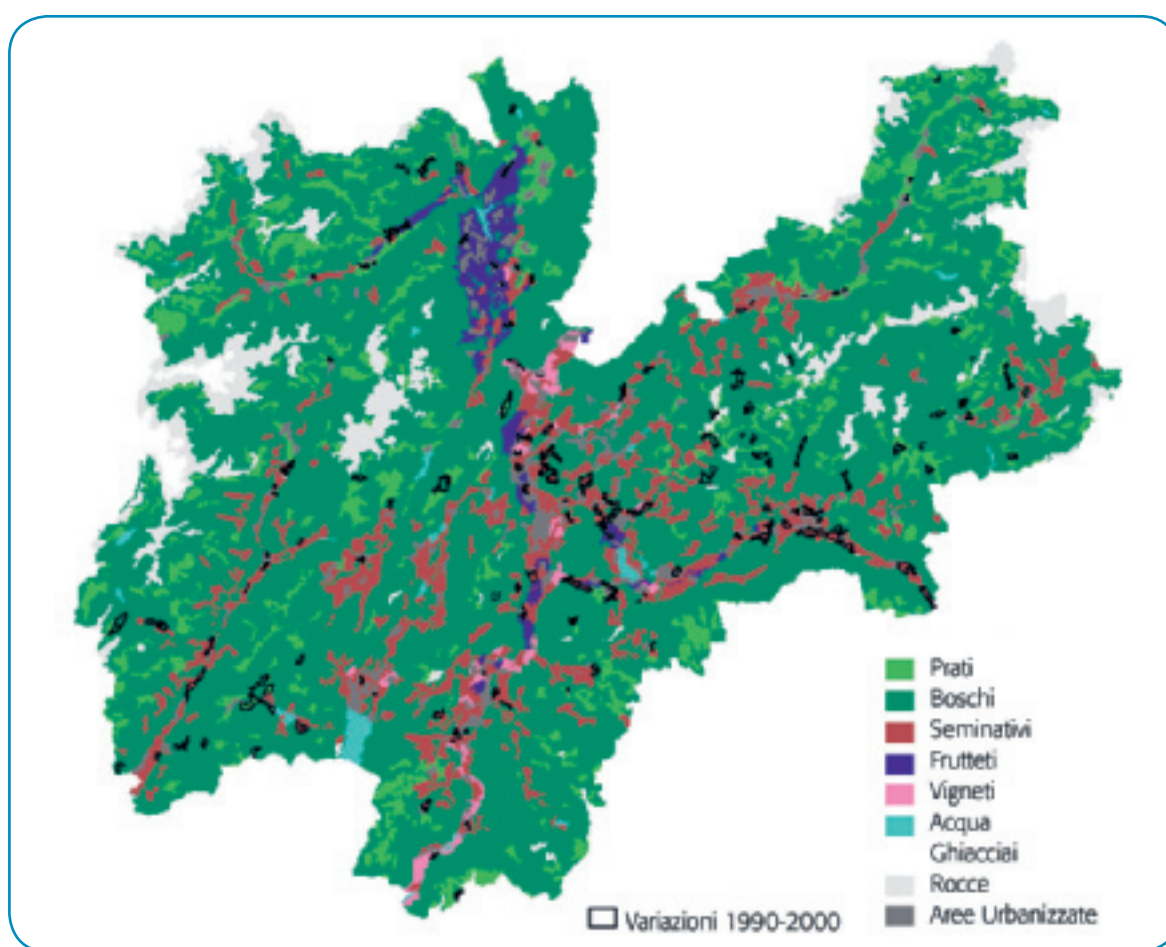 Prati
Boschi
Seminativi
Frutteti
Vigneti
Acqua
Ghiacciai
Rocce
Aree Urbanizzate
Variazioni 1990-2000